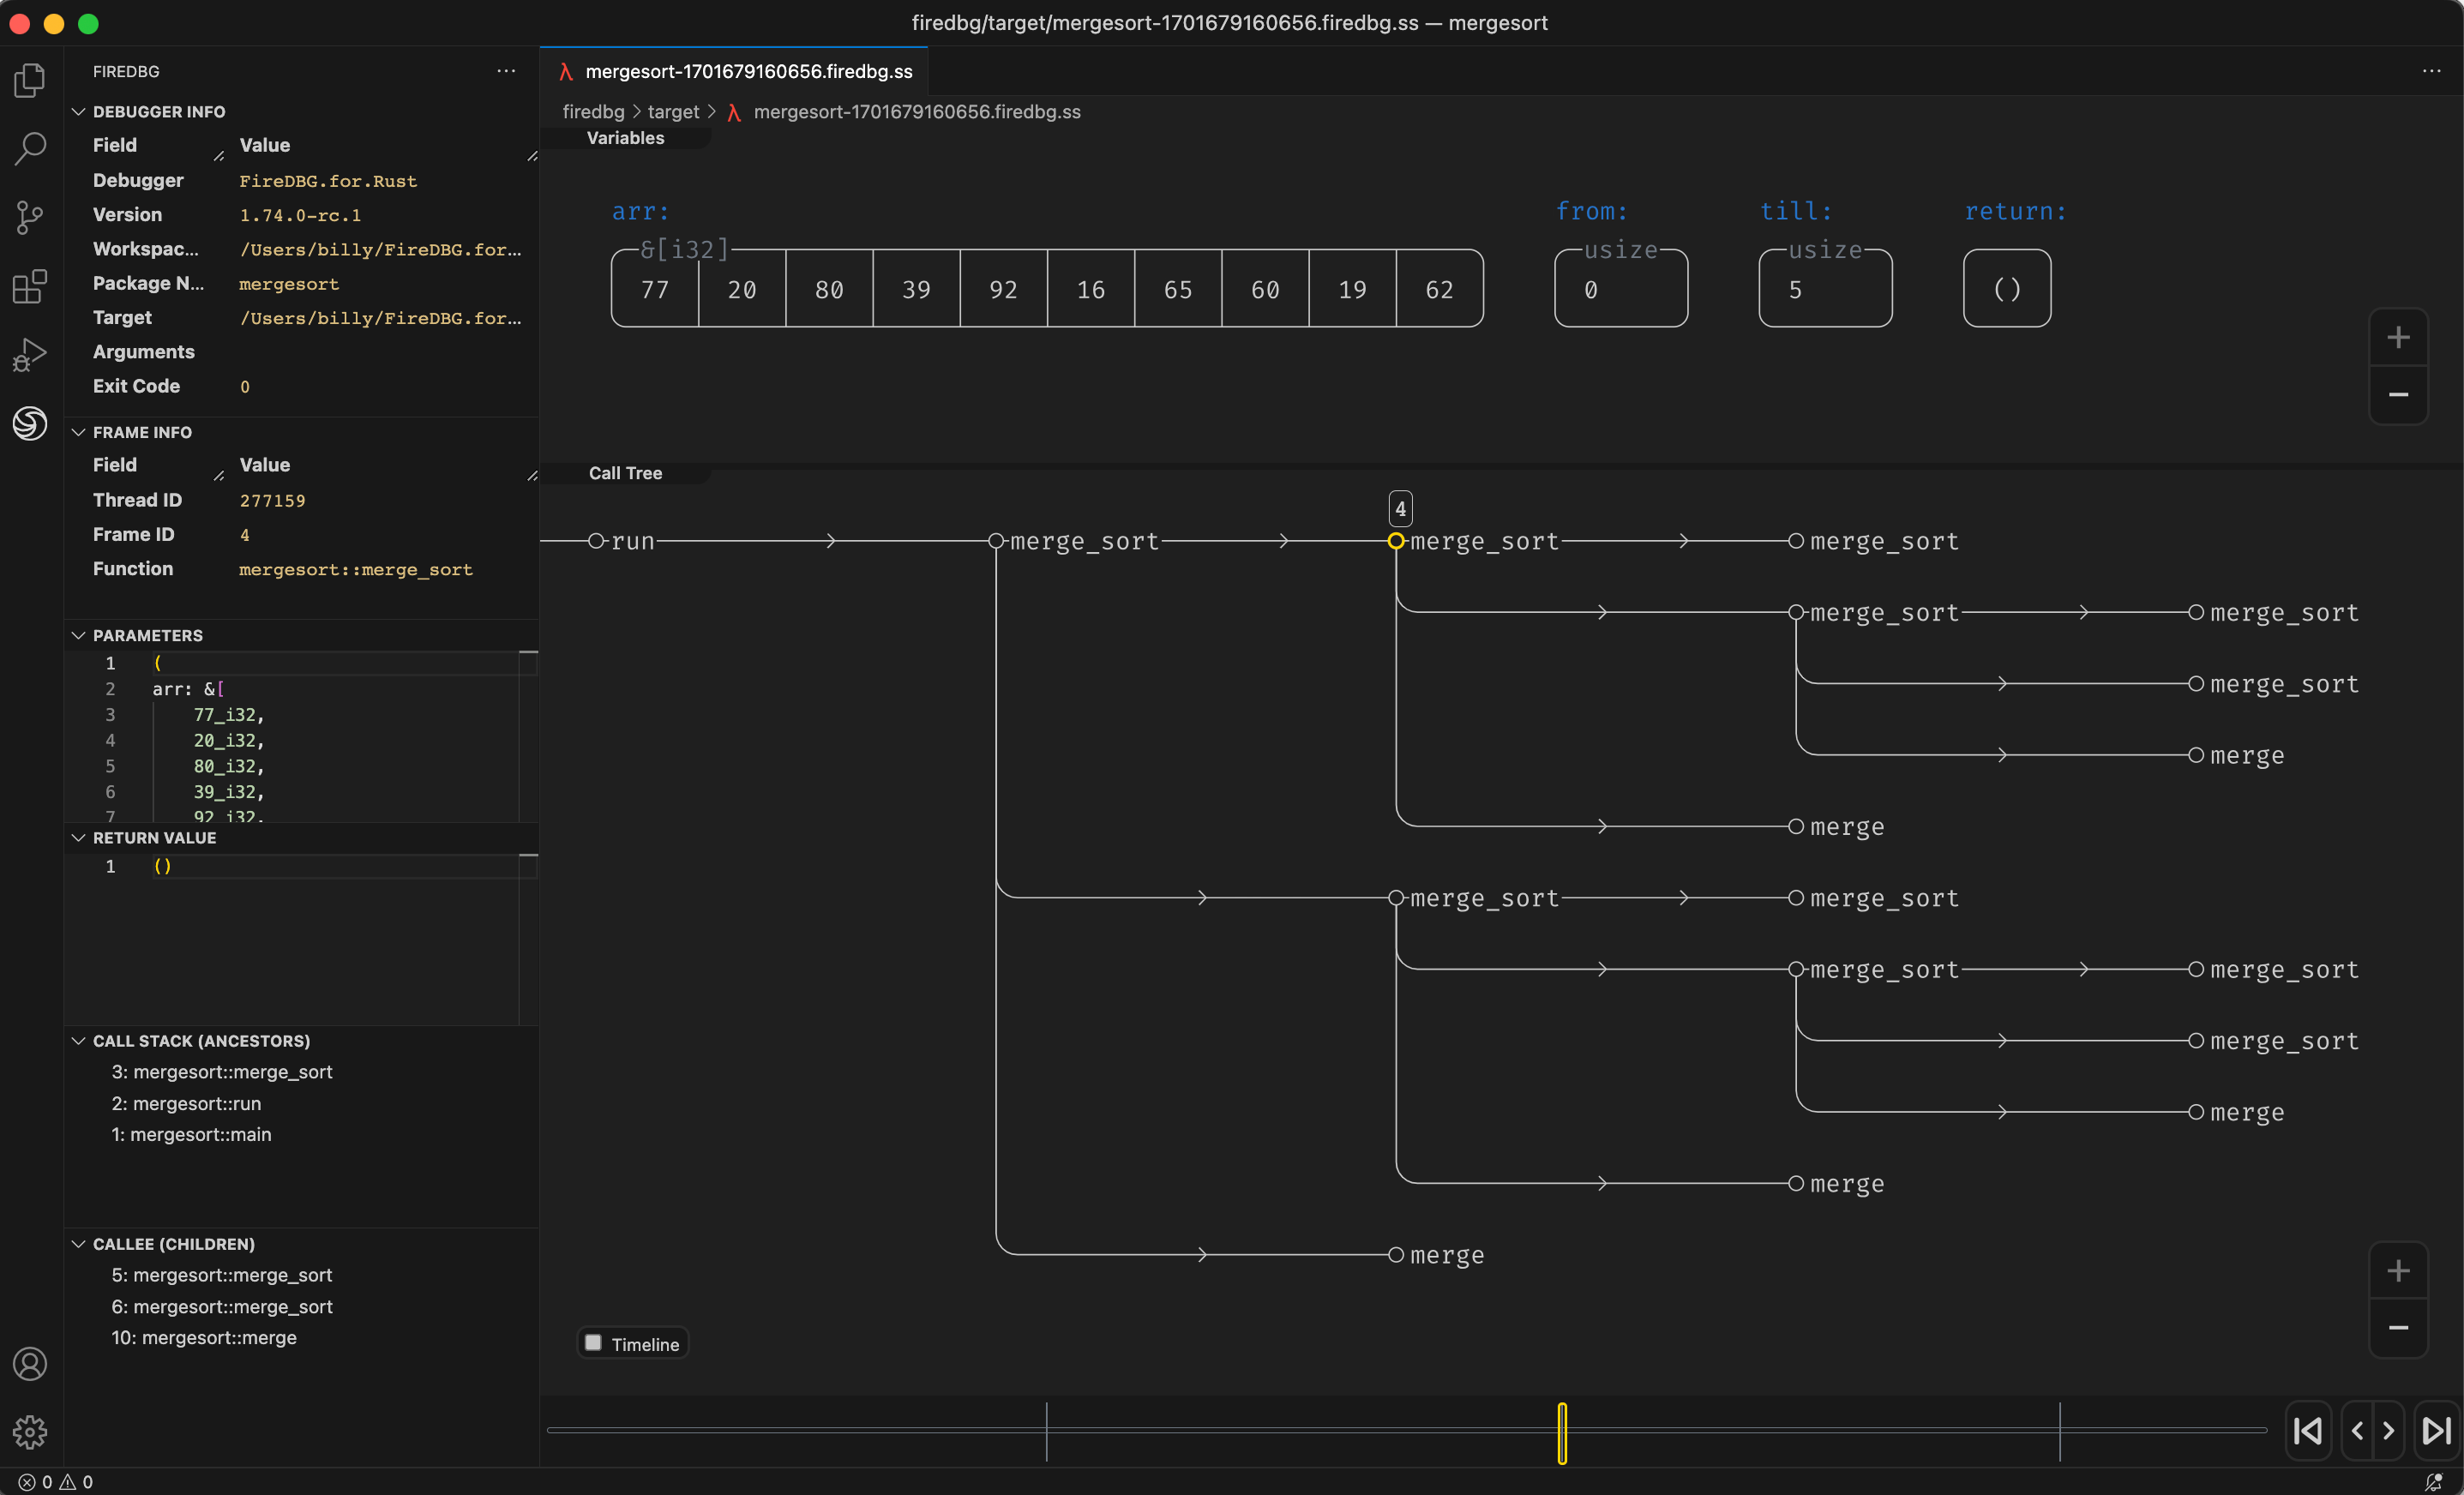 firedbg/target/mergesort-1701679160656.firedbg.ss — mergesort
FIREDBG
DEBUGGER INFO
Field Value
Debugger FireDBG.for.Rust
Version 1.74.0-rc.1
Workspac... /Users/billy/FireDBG.for...
Package N... mergesort
Target /Users/billy/FireDBG.for...
Arguments
Exit Code 0
FRAME INFO
Field Value
Thread ID 277159
Frame ID 4
Function mergesort::merge_sort
PARAMETERS
1 (
2 arr: &[
3 77_i32,
4 20_i32,
5 80_i32,
6 39_i32,
7 92_i32,
RETURN VALUE
1 ()
CALL STACK (ANCESTORS)
3: mergesort::merge_sort
2: mergesort::run
1: mergesort::main
CALLEE (CHILDREN)
5: mergesort::merge_sort
6: mergesort::merge_sort
10: mergesort::merge
λ mergesort-1701679160656.firedbg.ss
firedbg > target > λ mergesort-1701679160656.firedbg.ss
Variables
arr: from: till: return:
&[i32] usize usize
77 20 80 39 92 16 65 60 19 62 0 5 ()
Call Tree
4
run merge_sort merge_sort merge_sort
merge_sort merge_sort
merge_sort
merge
merge
merge_sort merge_sort
merge_sort merge_sort
merge_sort
merge
merge
merge
Timeline
0 0